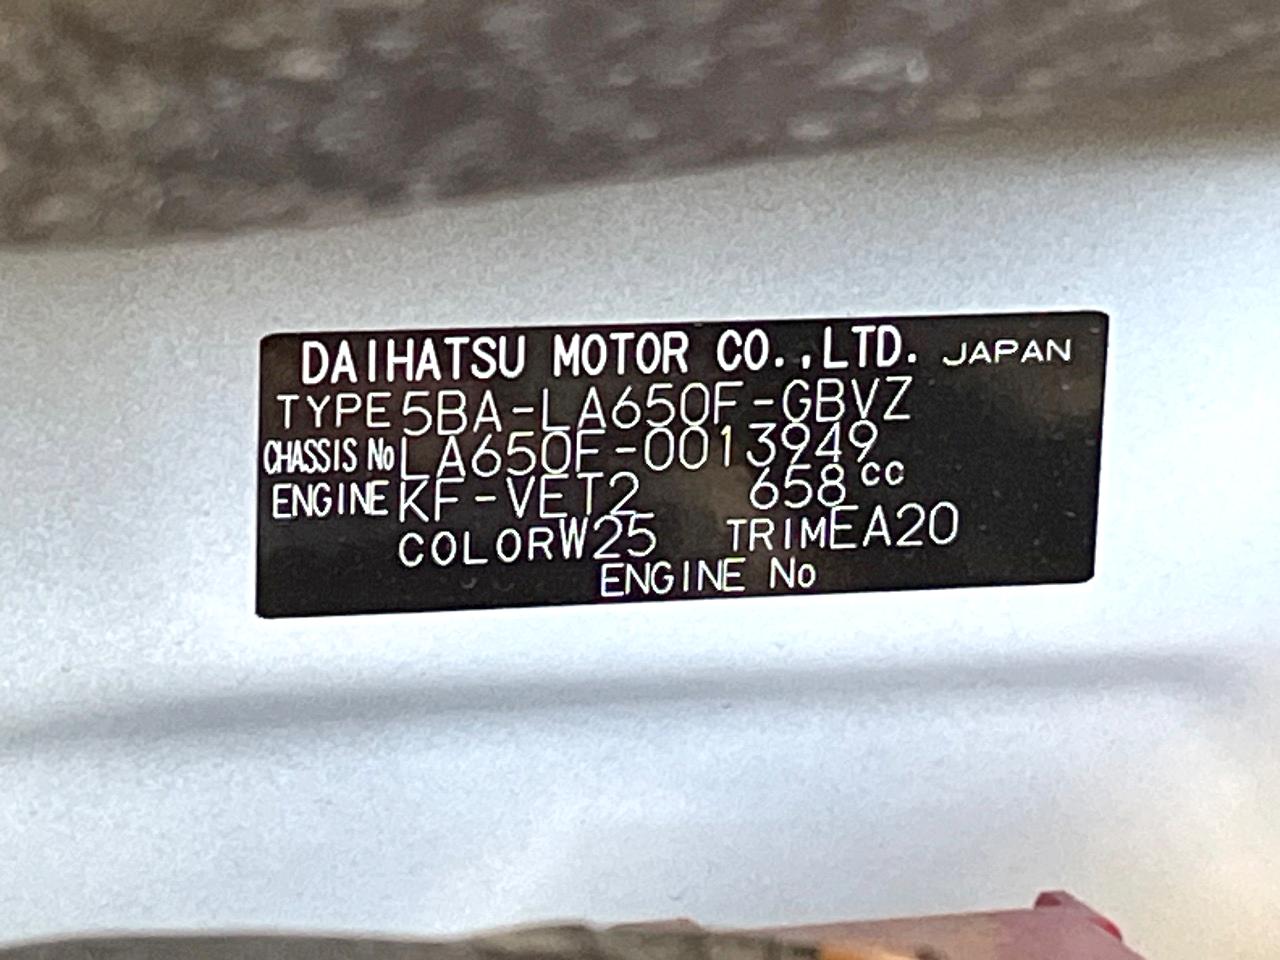 DAIHATSU MOTOR CO.,LTD. JAPAN
TYPE 5BA-LA650F-GBVZ
CHASSIS No LA650F-0013949
ENGINE KF-VET2 658cc
COLOR W25 TRIM EA20
ENGINE No